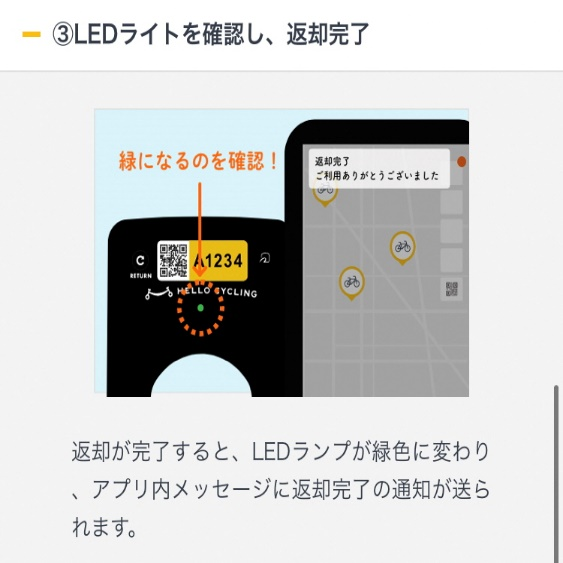 ③LEDライトを確認し、返却完了
緑になるのを確認！
返却完了
ご利用ありがとうございました
A1234
RETURN
HELLO CYCLING
返却が完了すると、LEDランプが緑色に変わり
、アプリ内メッセージに返却完了の通知が送ら
れます。